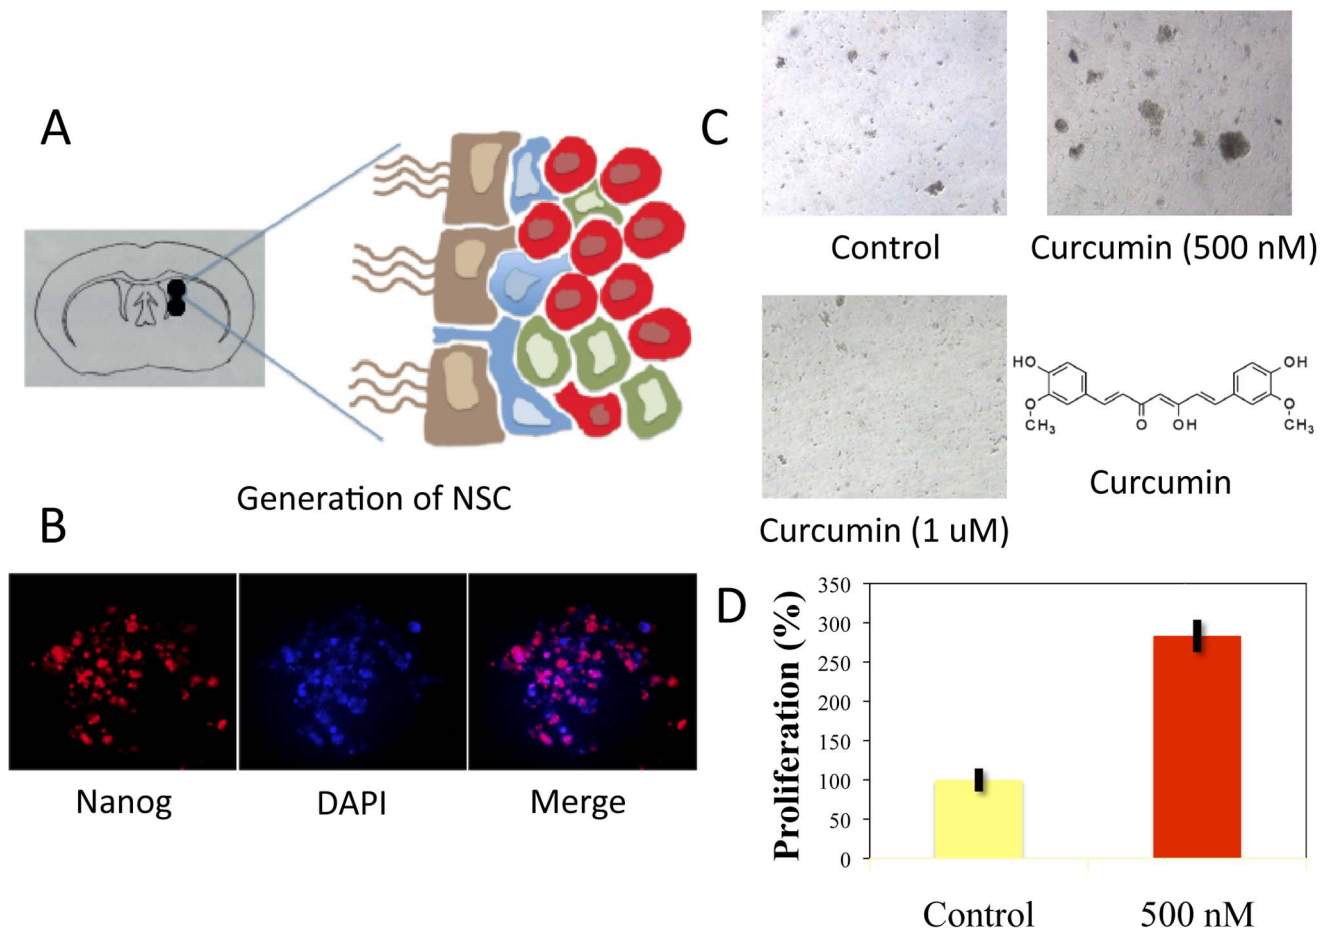 A
Generation of NSC
B
Nanog
DAPI
Merge
C
Control
Curcumin (500 nM)
Curcumin (1 uM)
HO
OH
O
CH3
O
OH
O
CH3
Curcumin
D
Proliferation (%)
350
300
250
200
150
100
50
0
Control
500 nM